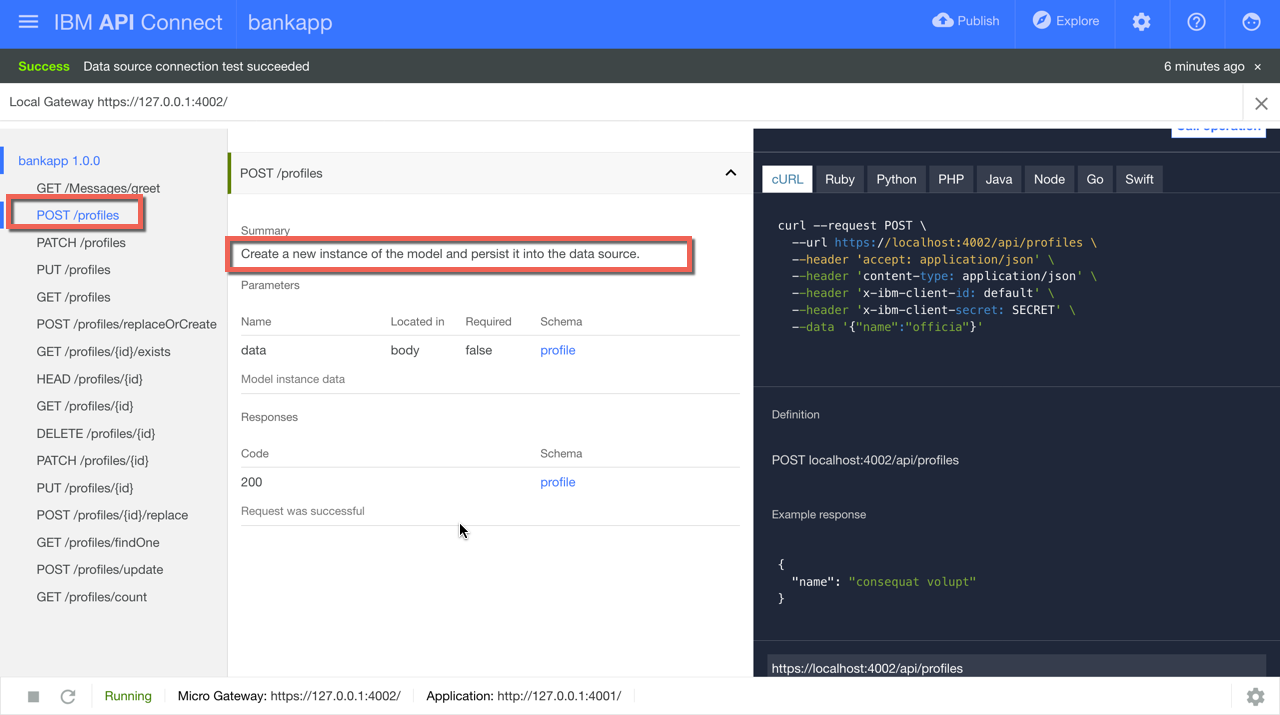 IBM API Connect bankapp Publish Explore
Success Data source connection test succeeded 6 minutes ago ×
Local Gateway https://127.0.0.1:4002/
bankapp 1.0.0
GET /Messages/greet
POST /profiles
PATCH /profiles
PUT /profiles
GET /profiles
POST /profiles/replaceOrCreate
GET /profiles/{id}/exists
HEAD /profiles/{id}
GET /profiles/{id}
DELETE /profiles/{id}
PATCH /profiles/{id}
PUT /profiles/{id}
POST /profiles/{id}/replace
GET /profiles/findOne
POST /profiles/update
GET /profiles/count
POST /profiles
Summary
Create a new instance of the model and persist it into the data source.
Parameters
Name Located in Required Schema
data body false profile
Model instance data
Responses
Code Schema
200 profile
Request was successful
Call operation
cURL Ruby Python PHP Java Node Go Swift
curl --request POST \
--url https://localhost:4002/api/profiles \
--header 'accept: application/json' \
--header 'content-type: application/json' \
--header 'x-ibm-client-id: default' \
--header 'x-ibm-client-secret: SECRET' \
--data '{"name":"officia"}'
Definition
POST localhost:4002/api/profiles
Example response
{
"name": "consequat volupt"
}
https://localhost:4002/api/profiles
Running Micro Gateway: https://127.0.0.1:4002/ Application: http://127.0.0.1:4001/